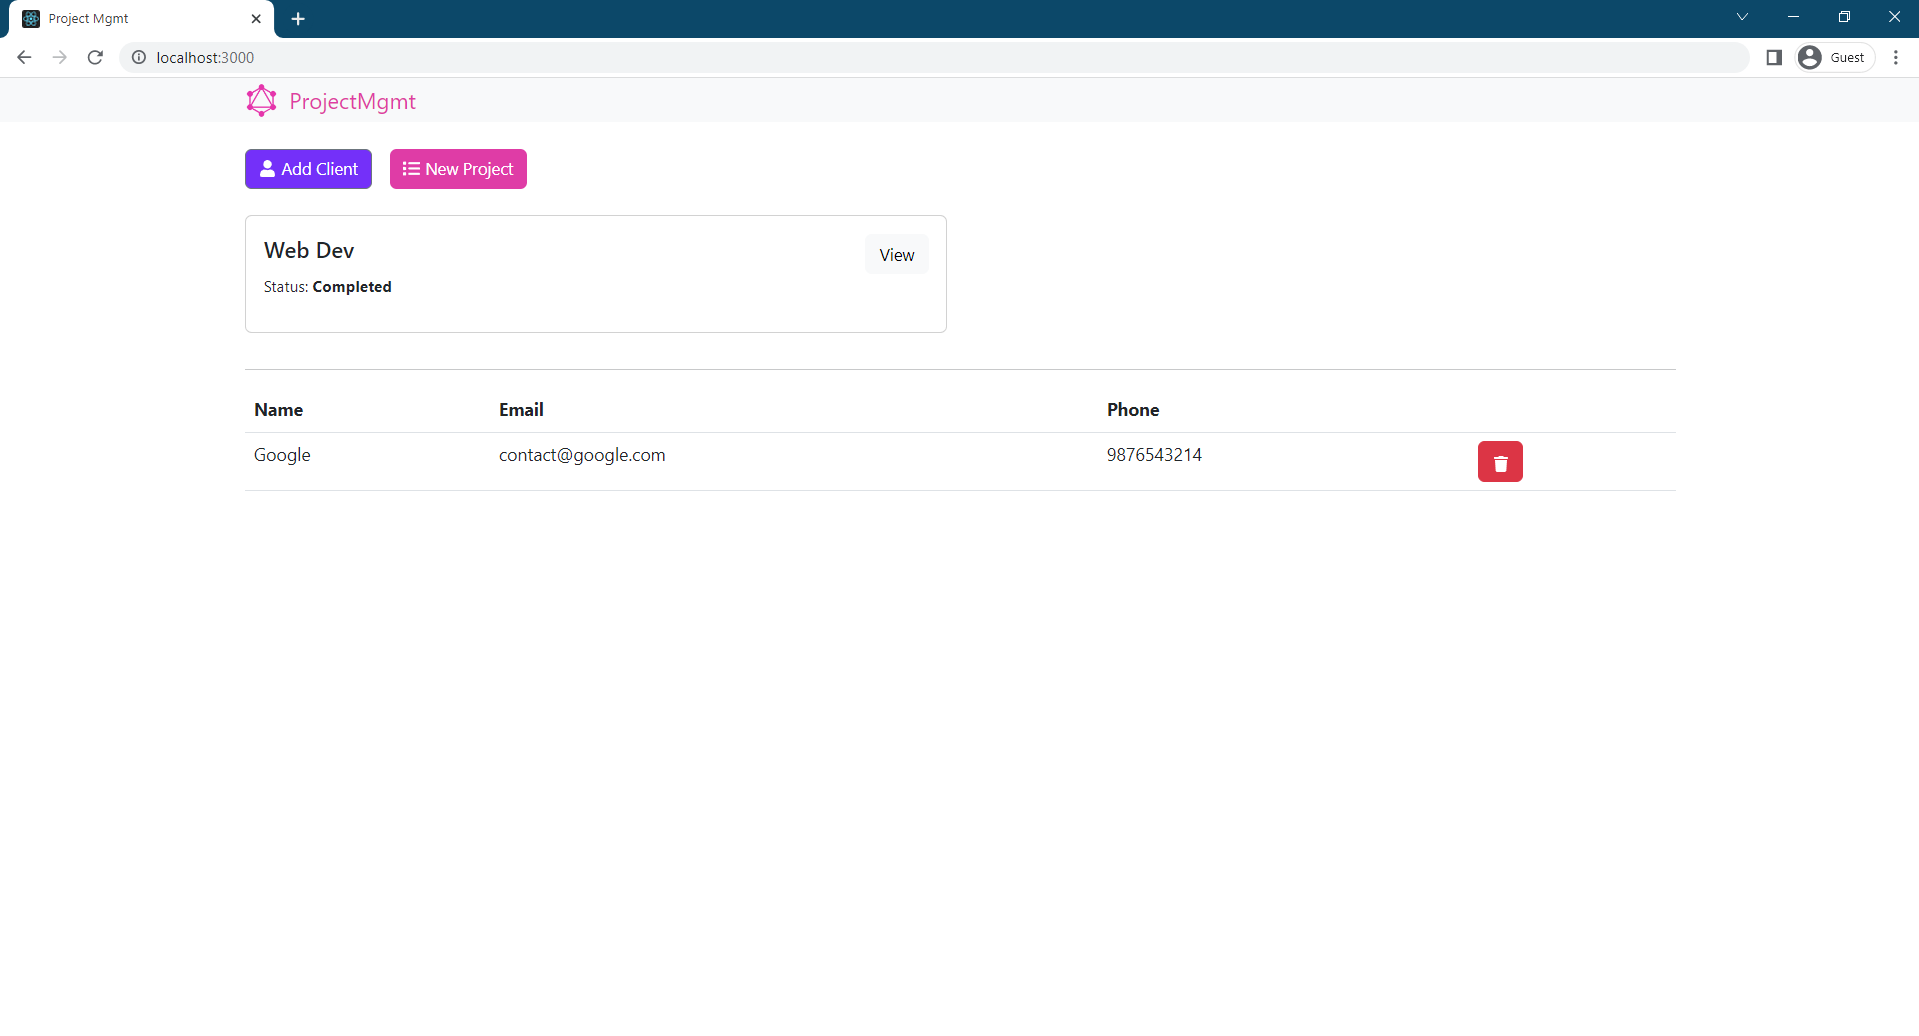 Project Mgmt
localhost:3000
Guest
ProjectMgmt
Add Client
New Project
Web Dev
View
Status: Completed
Name Email Phone
Google contact@google.com 9876543214